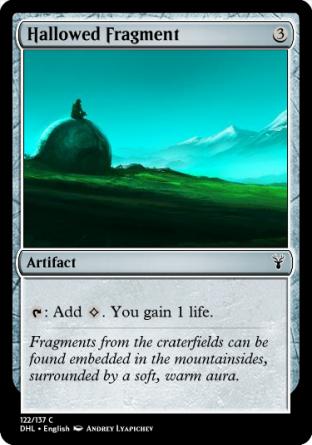 Hallowed Fragment 3
Artifact
: Add . You gain 1 life.
Fragments from the craterfields can be
found embedded in the mountainsides,
surrounded by a soft, warm aura.
122/137 C
DHL • English Andrey Lyapichev